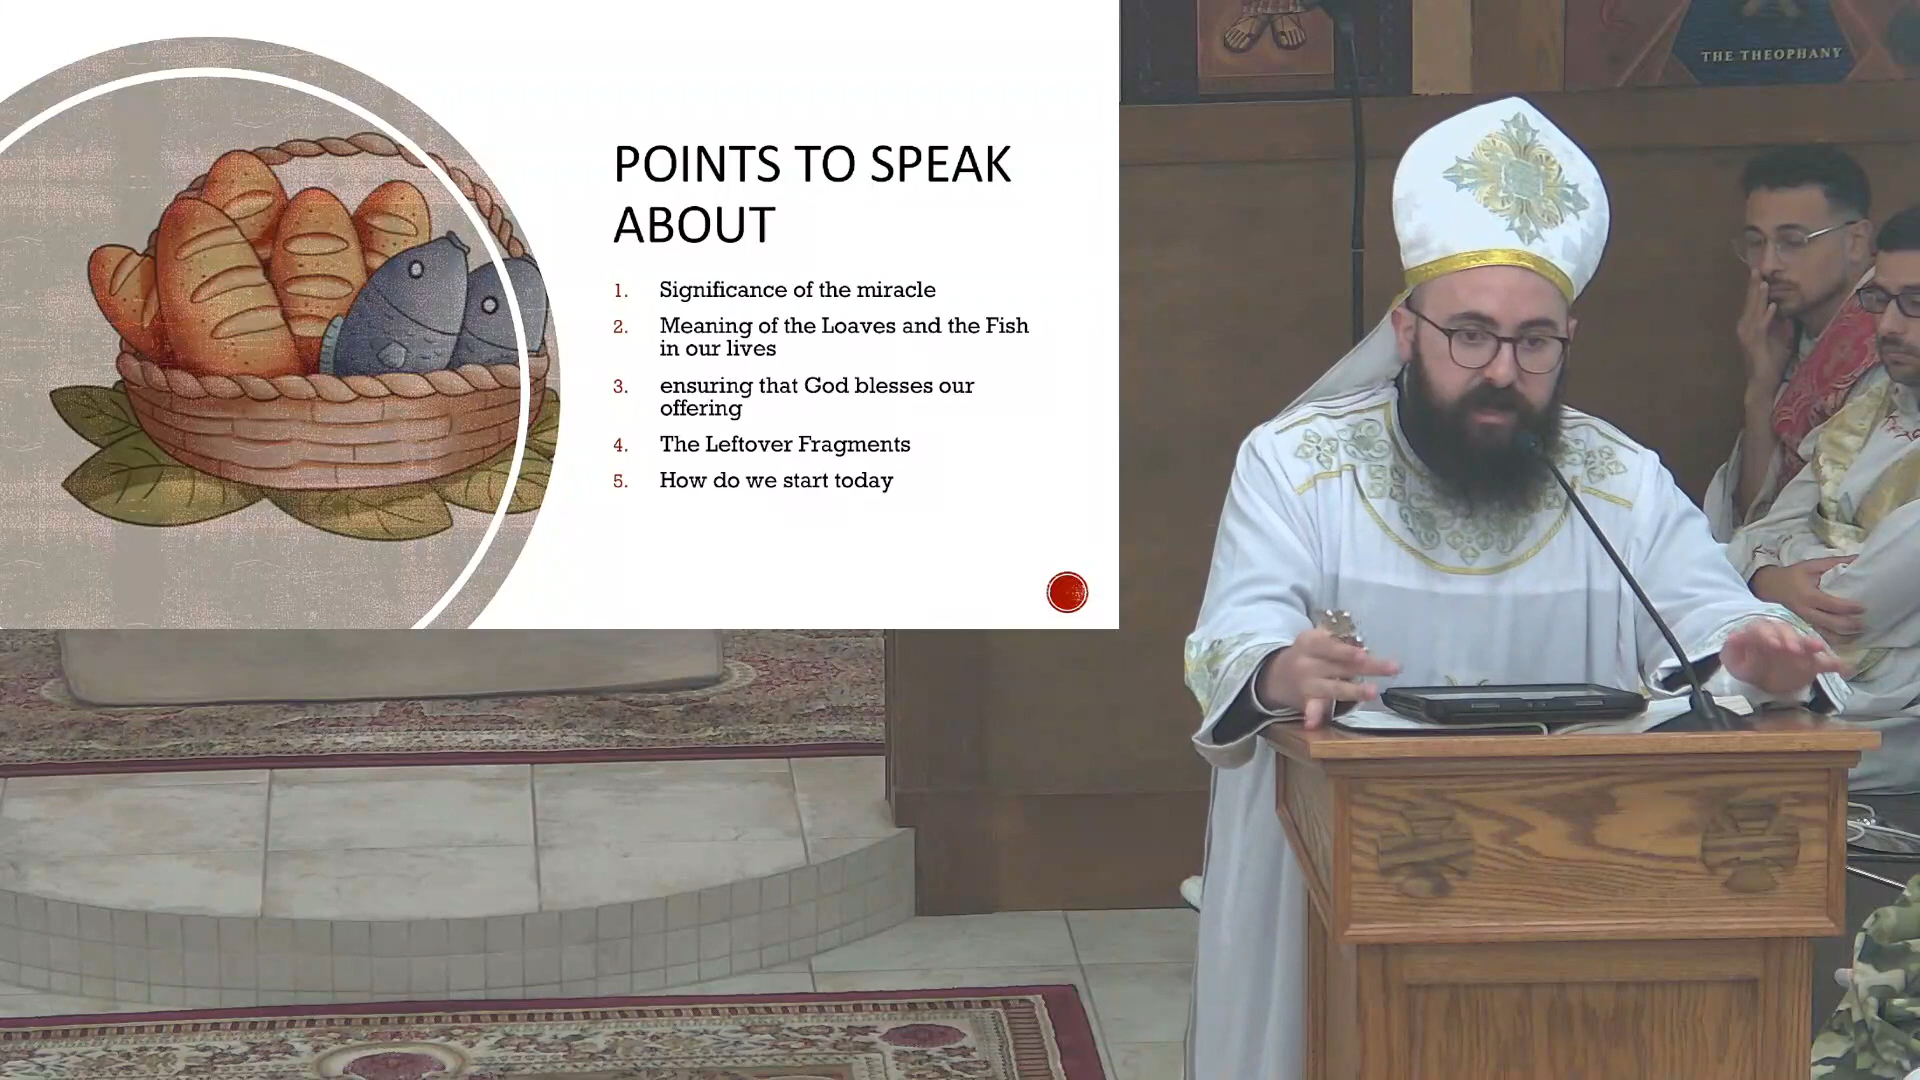 POINTS TO SPEAK
ABOUT
1. Significance of the miracle
2. Meaning of the Loaves and the Fish
in our lives
3. ensuring that God blesses our
offering
4. The Leftover Fragments
5. How do we start today
THE THEOPHANY